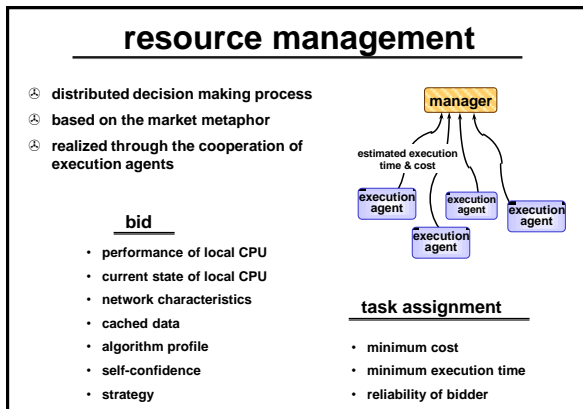 resource management
distributed decision making process
based on the market metaphor
realized through the cooperation of
execution agents
manager
estimated execution
time & cost
execution
agent
execution
agent
execution
agent
execution
agent
bid
• performance of local CPU
• current state of local CPU
• network characteristics
• cached data
• algorithm profile
• self-confidence
• strategy
task assignment
• minimum cost
• minimum execution time
• reliability of bidder